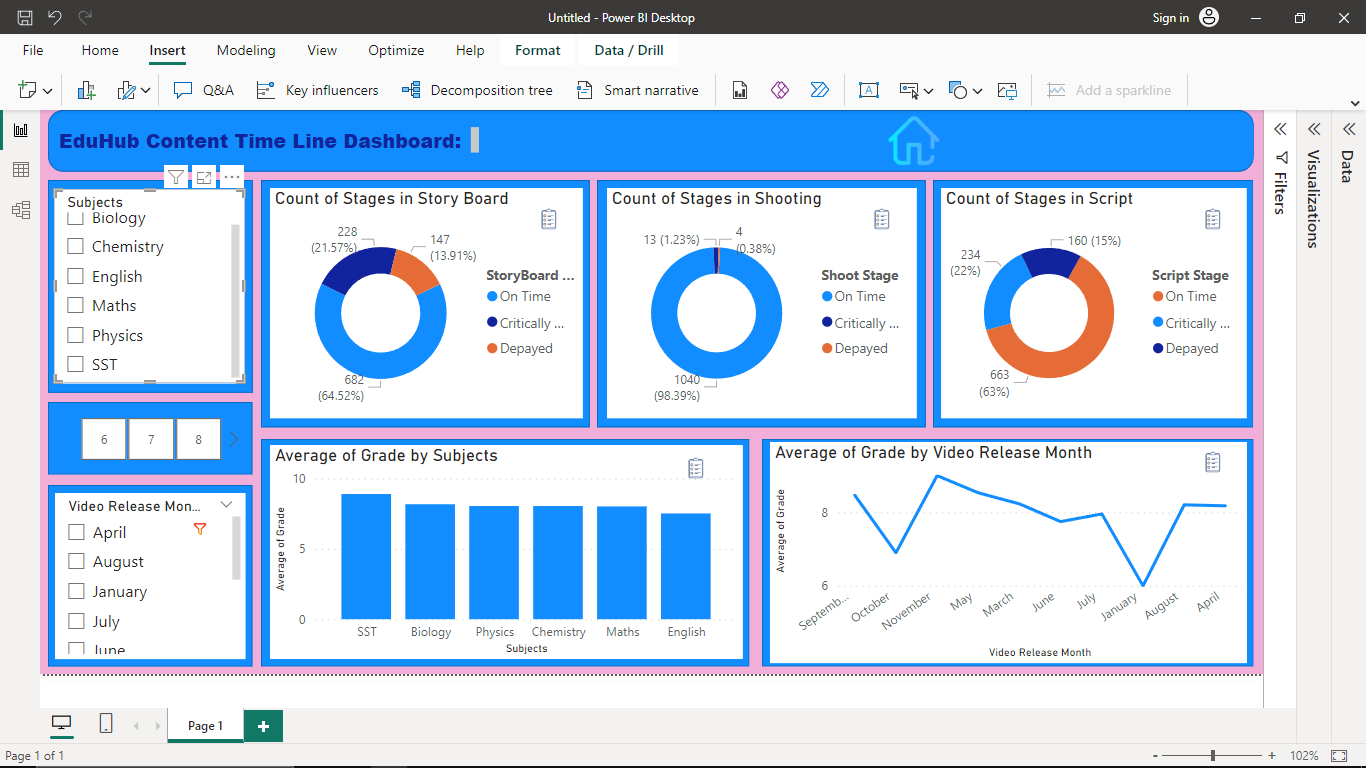 Untitled - Power BI Desktop
Sign in
File Home Insert Modeling View Optimize Help Format Data / Drill
Q&A Key influencers Decomposition tree Smart narrative Add a sparkline
EduHub Content Time Line Dashboard:
Subjects
Biology
Chemistry
English
Maths
Physics
SST
6 7 8
Video Release Mon...
April
August
January
July
June
Count of Stages in Story Board
228
(21.57%)
147
(13.91%)
682
(64.52%)
StoryBoard ...
On Time
Critically ...
Depayed
Count of Stages in Shooting
13 (1.23%)
4
(0.38%)
1040
(98.39%)
Shoot Stage
On Time
Critically ...
Depayed
Count of Stages in Script
160 (15%)
234
(22%)
663
(63%)
Script Stage
On Time
Critically ...
Depayed
Average of Grade by Subjects
Average of Grade
10
5
0
SST Biology Physics Chemistry Maths English
Subjects
Average of Grade by Video Release Month
Average of Grade
8
6
Septemb... October November May March June July January August April
Video Release Month
Filters
Visualizations
Data
Page 1
Page 1 of 1
- + 102%